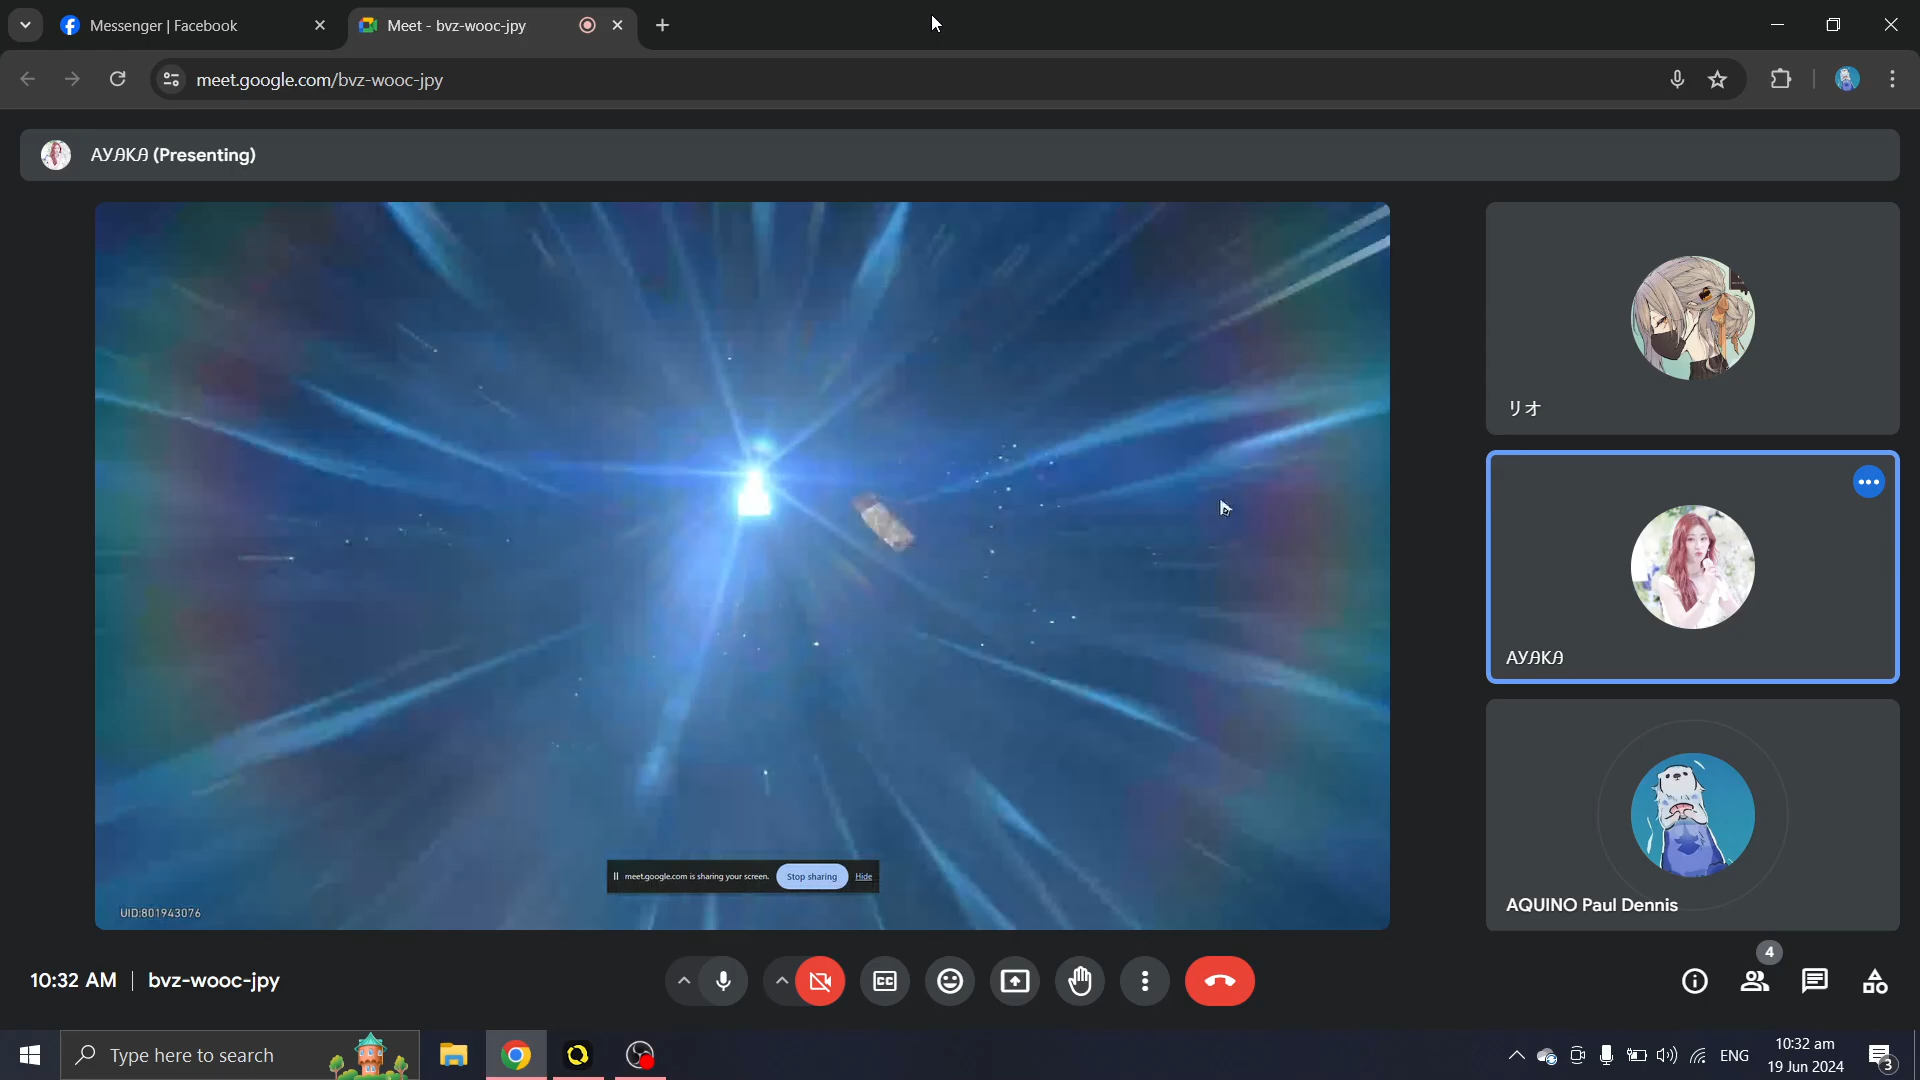 Messenger | Facebook
Meet - bvz-wooc-jpy
meet.google.com/bvz-wooc-jpy
AУᎯKᎯ (Presenting)
リオ
AУᎯKᎯ
AQUINO Paul Dennis
meet.google.com is sharing your screen.
Stop sharing
Hide
UID:801943076
10:32 AM | bvz-wooc-jpy
4
Type here to search
ENG
10:32 am
19 Jun 2024
3